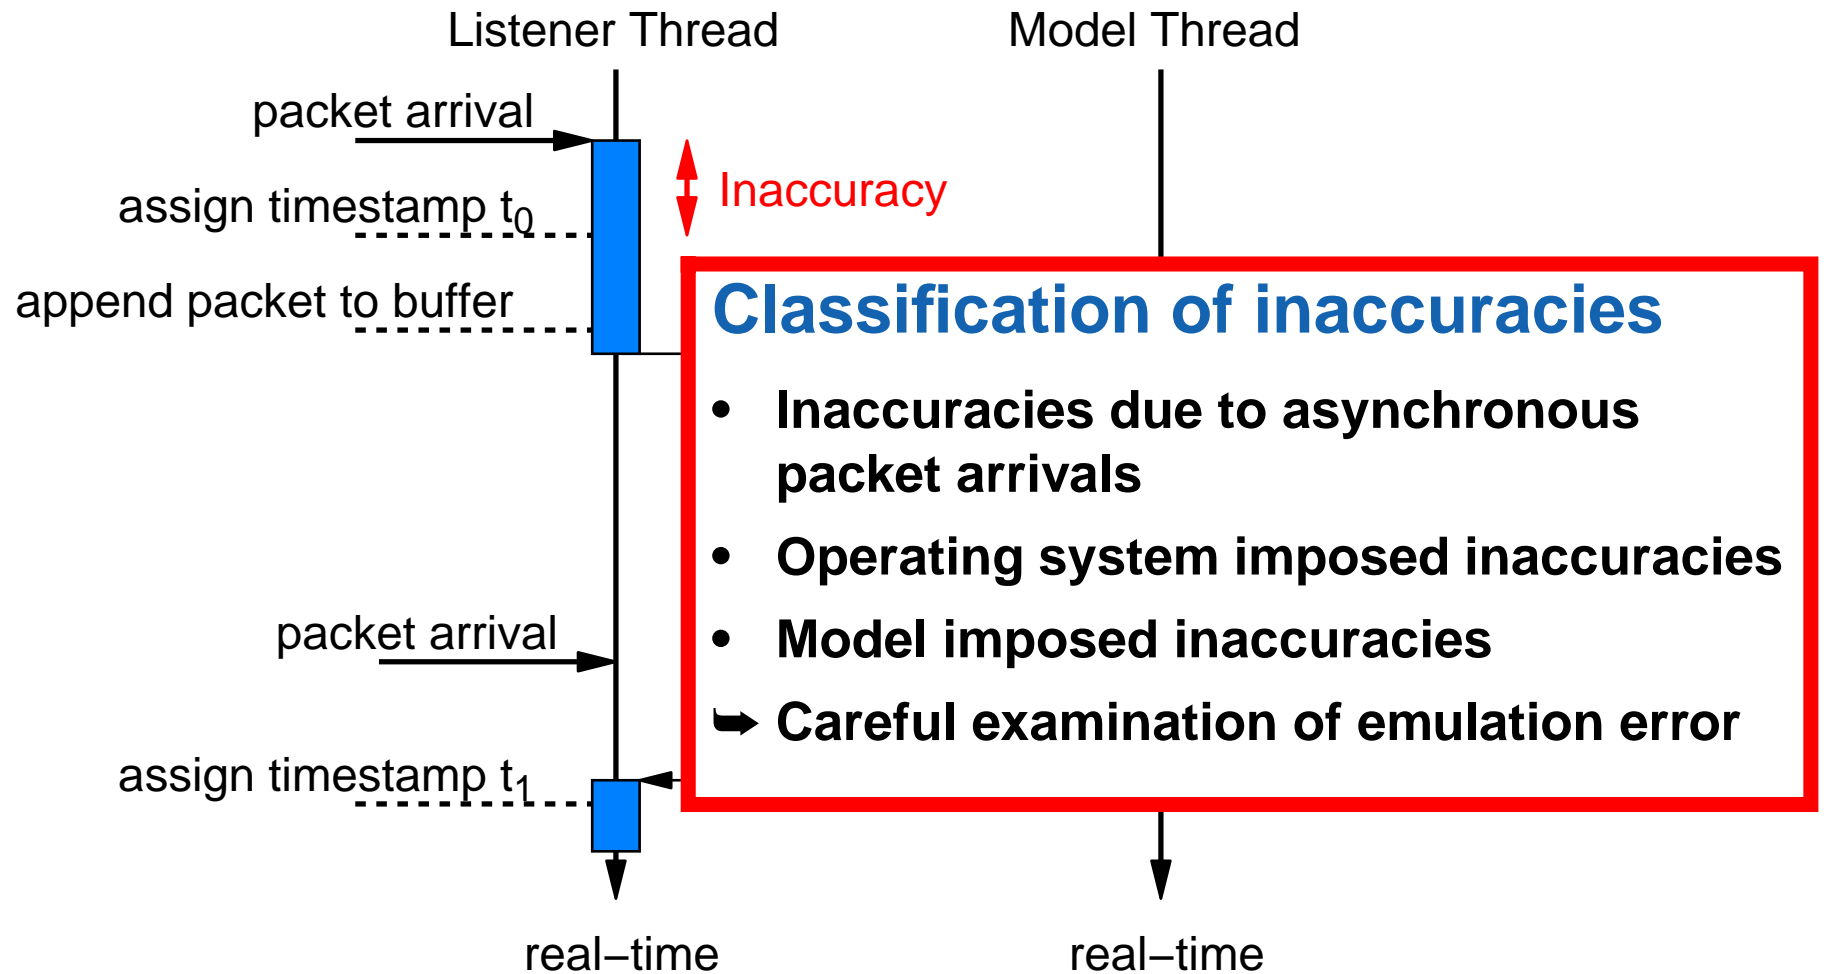 Listener Thread
Model Thread
packet arrival
assign timestamp t₀
Inaccuracy
append packet to buffer
Classification of inaccuracies
• Inaccuracies due to asynchronous
packet arrivals
• Operating system imposed inaccuracies
• Model imposed inaccuracies
➥ Careful examination of emulation error
packet arrival
assign timestamp t₁
real−time
real−time